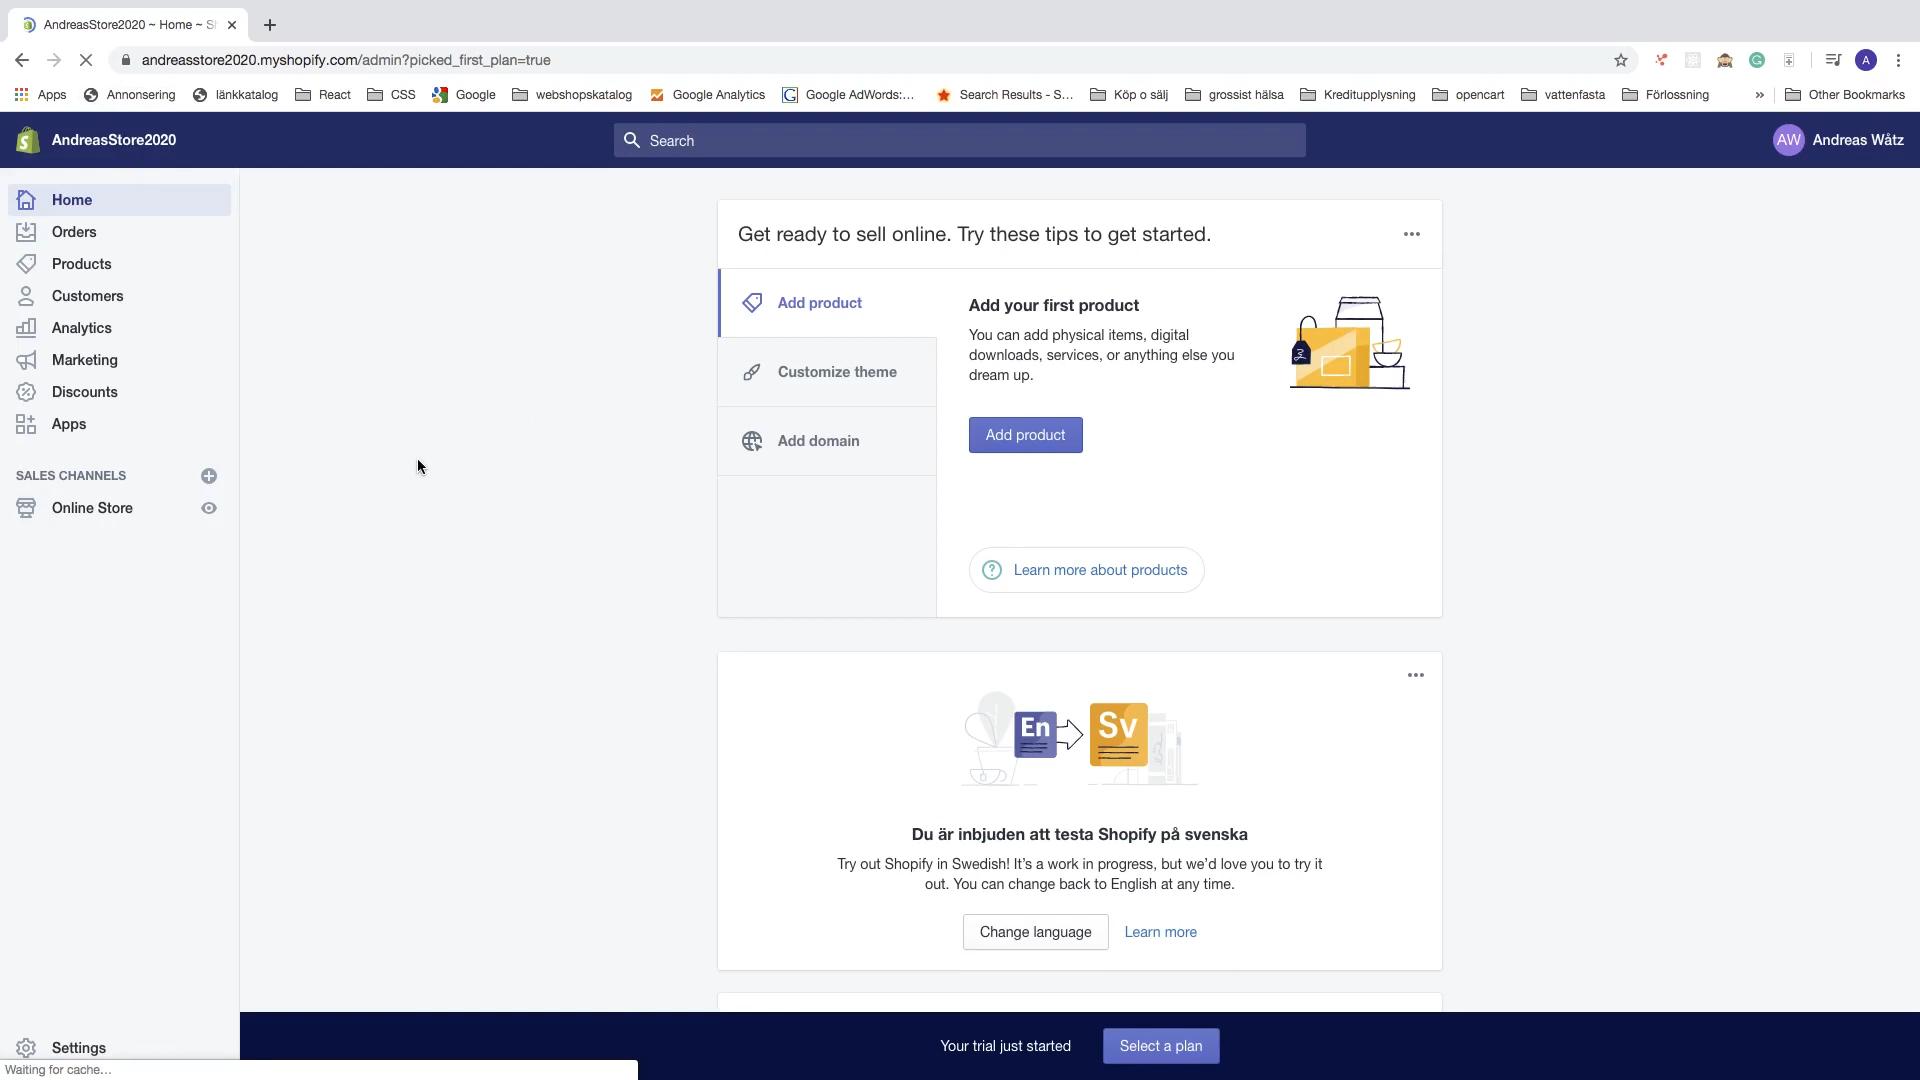 AndreasStore2020 ~ Home ~ Sh
andreasstore2020.myshopify.com/admin?picked_first_plan=true
A
Apps
Annonsering
länkkatalog
React
CSS
Google
webshopskatalog
Google Analytics
Google AdWords:...
Search Results - S...
Köp o sälj
grossist hälsa
Kreditupplysning
opencart
vattenfasta
Förlossning
»
Other Bookmarks
AndreasStore2020
Search
AW
Andreas Wåtz
Home
Orders
Products
Customers
Analytics
Marketing
Discounts
Apps
SALES CHANNELS
Online Store
Settings
Waiting for cache...
Get ready to sell online. Try these tips to get started.
Add product
Customize theme
Add domain
Add your first product
You can add physical items, digital
downloads, services, or anything else you
dream up.
Add product
Learn more about products
En
Sv
Du är inbjuden att testa Shopify på svenska
Try out Shopify in Swedish! It’s a work in progress, but we’d love you to try it
out. You can change back to English at any time.
Change language
Learn more
Your trial just started
Select a plan